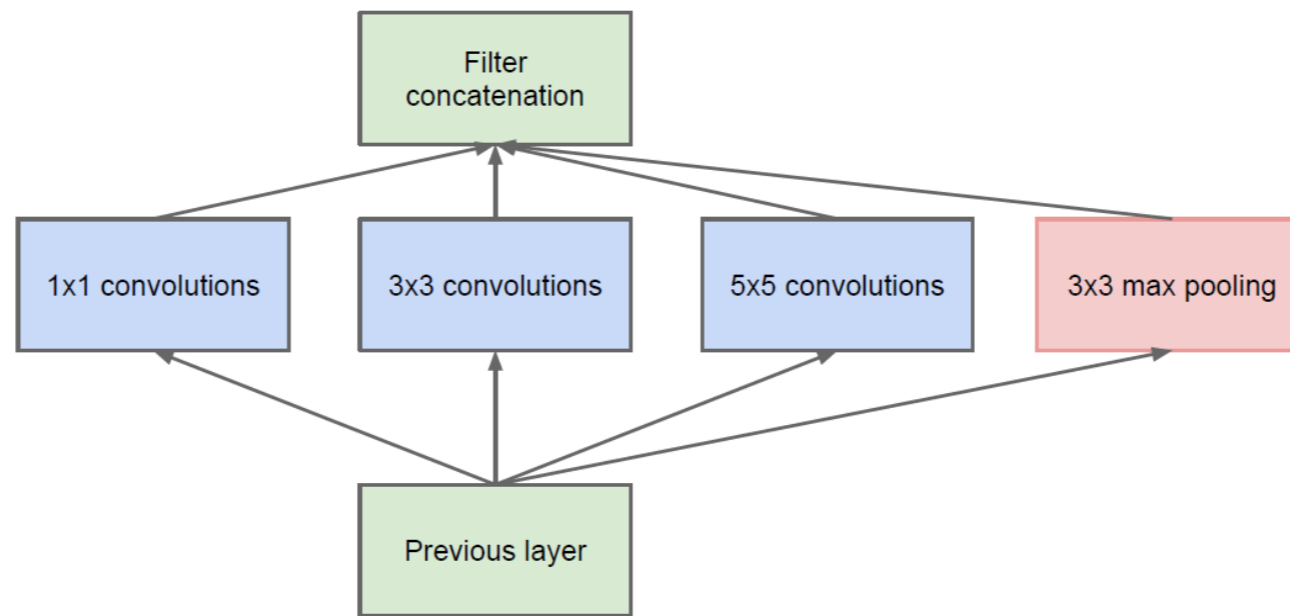 Filter
concatenation
1x1 convolutions
3x3 convolutions
5x5 convolutions
3x3 max pooling
Previous layer